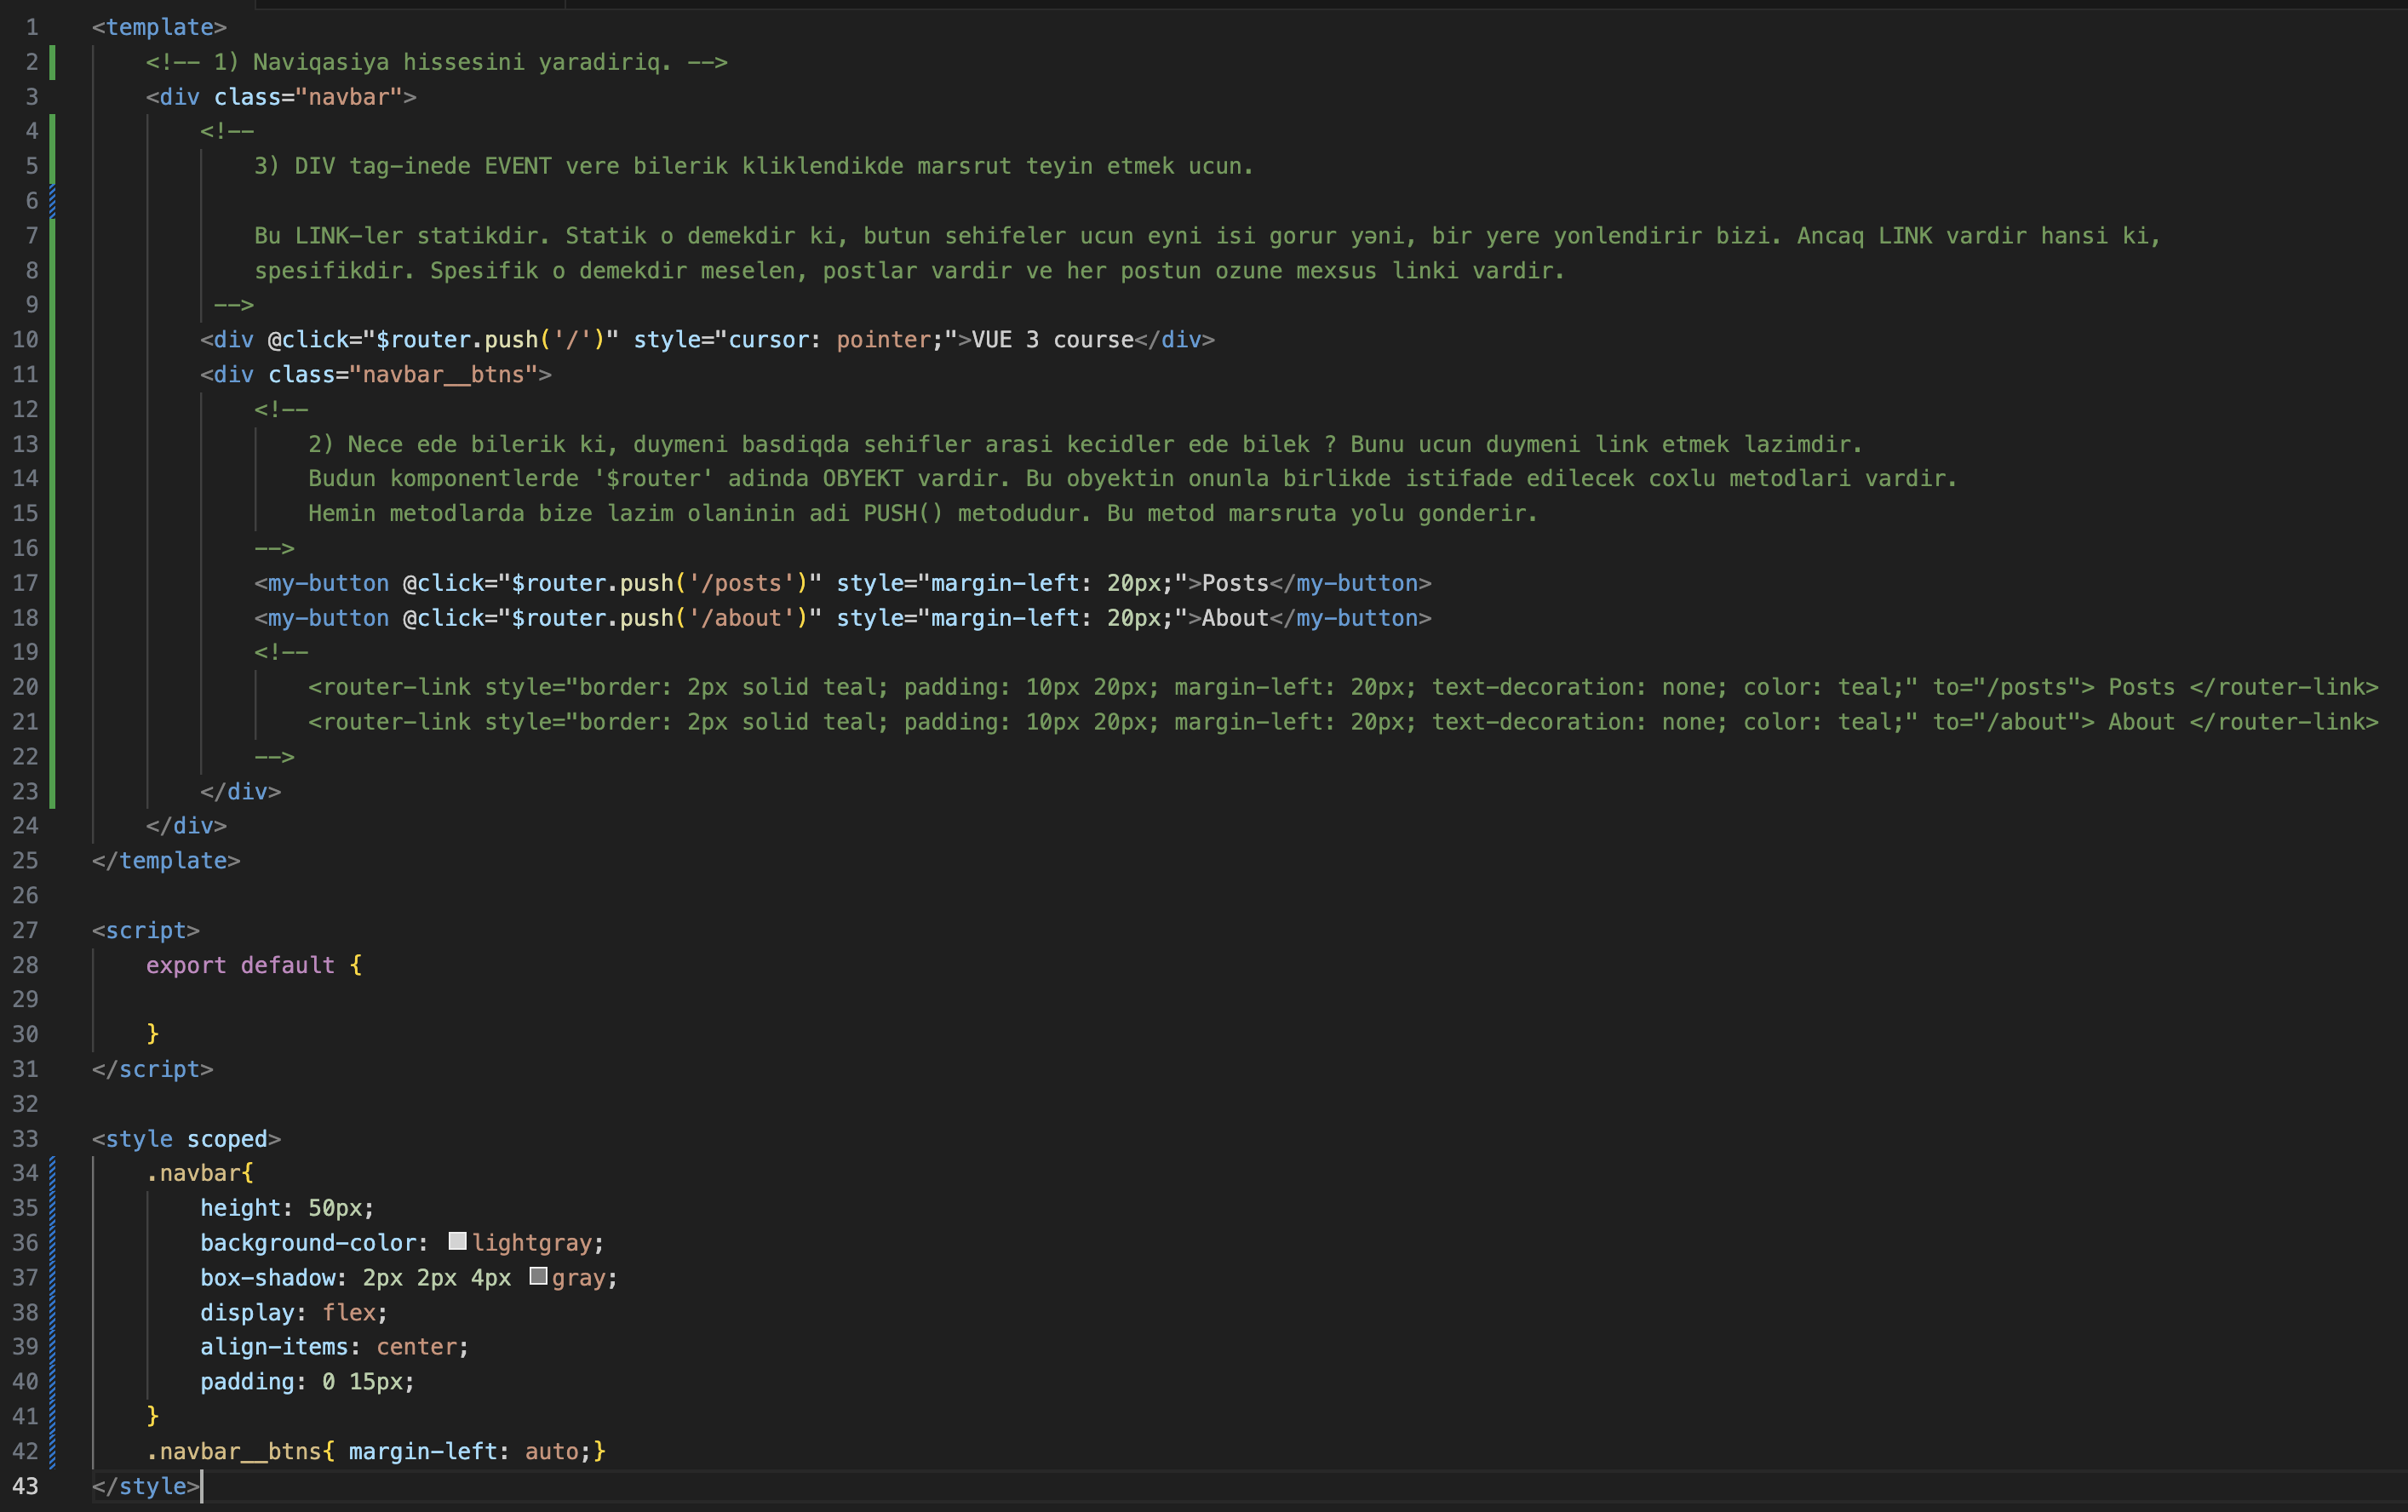 1 <template>
2 <!-- 1) Naviqasiya hissesini yaradiriq. -->
3 <div class="navbar">
4 <!--
5 3) DIV tag-inede EVENT vere bilerik kliklendikde marsrut teyin etmek ucun.
6
7 Bu LINK-ler statikdir. Statik o demekdir ki, butun sehifeler ucun eyni isi gorur yəni, bir yere yonlendirir bizi. Ancaq LINK vardir hansi ki,
8 spesifikdir. Spesifik o demekdir meselen, postlar vardir ve her postun ozune mexsus linki vardir.
9 -->
10 <div @click="$router.push('/')" style="cursor: pointer;">VUE 3 course</div>
11 <div class="navbar__btns">
12 <!--
13 2) Nece ede bilerik ki, duymeni basdiqda sehifler arasi kecidler ede bilek ? Bunu ucun duymeni link etmek lazimdir.
14 Budun komponentlerde '$router' adinda OBYEKT vardir. Bu obyektin onunla birlikde istifade edilecek coxlu metodlari vardir.
15 Hemin metodlarda bize lazim olaninin adi PUSH() metodudur. Bu metod marsruta yolu gonderir.
16 -->
17 <my-button @click="$router.push('/posts')" style="margin-left: 20px;">Posts</my-button>
18 <my-button @click="$router.push('/about')" style="margin-left: 20px;">About</my-button>
19 <!--
20 <router-link style="border: 2px solid teal; padding: 10px 20px; margin-left: 20px; text-decoration: none; color: teal;" to="/posts"> Posts </router-link>
21 <router-link style="border: 2px solid teal; padding: 10px 20px; margin-left: 20px; text-decoration: none; color: teal;" to="/about"> About </router-link>
22 -->
23 </div>
24 </div>
25 </template>
26
27 <script>
28 export default {
29
30 }
31 </script>
32
33 <style scoped>
34 .navbar{
35 height: 50px;
36 background-color: lightgray;
37 box-shadow: 2px 2px 4px gray;
38 display: flex;
39 align-items: center;
40 padding: 0 15px;
41 }
42 .navbar__btns{ margin-left: auto;}
43 </style>